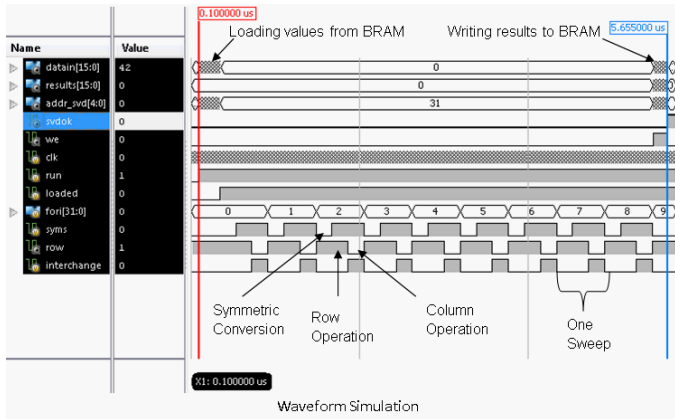 0.100000 us
Loading values from BRAM
Writing results to BRAM
5.655000 us
Name Value
datain[15:0] 42 0
results[15:0] 0 0
addr_svd[4:0] 0 31
svdok 0
we 0
clk 0
run 1
loaded 0
fori[31:0] 0 0 1 2 3 4 5 6 7 8 9
syms 0
row 1
interchange 0
Symmetric
Conversion
Row
Operation
Column
Operation
One
Sweep
X1: 0.100000 us
Waveform Simulation